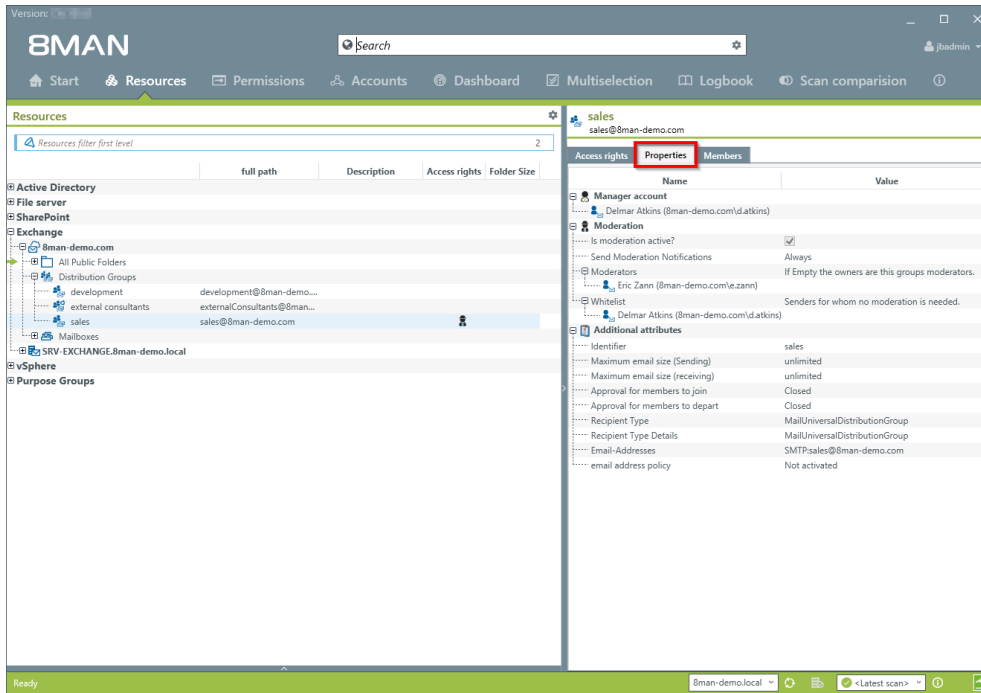 Version:
8MAN
Search
jbadmin
Start Resources Permissions Accounts Dashboard Multiselection Logbook Scan comparision
Resources
Resources filter first level 2
full path Description Access rights Folder Size
Active Directory
File server
SharePoint
Exchange
8man-demo.com
All Public Folders
Distribution Groups
development development@8man-demo....
external consultants externalConsultants@8man...
sales sales@8man-demo.com
Mailboxes
SRV-EXCHANGE.8man-demo.local
vSphere
Purpose Groups
sales
sales@8man-demo.com
Access rights Properties Members
Name Value
Manager account
Delmar Atkins (8man-demo.com\d.atkins)
Moderation
Is moderation active?
Send Moderation Notifications Always
Moderators If Empty the owners are this groups moderators.
Eric Zann (8man-demo.com\e.zann)
Whitelist Senders for whom no moderation is needed.
Delmar Atkins (8man-demo.com\d.atkins)
Additional attributes
Identifier sales
Maximum email size (Sending) unlimited
Maximum email size (receiving) unlimited
Approval for members to join Closed
Approval for members to depart Closed
Recipient Type MailUniversalDistributionGroup
Recipient Type Details MailUniversalDistributionGroup
Email-Addresses SMTP:sales@8man-demo.com
email address policy Not activated
Ready 8man-demo.local <Latest scan>